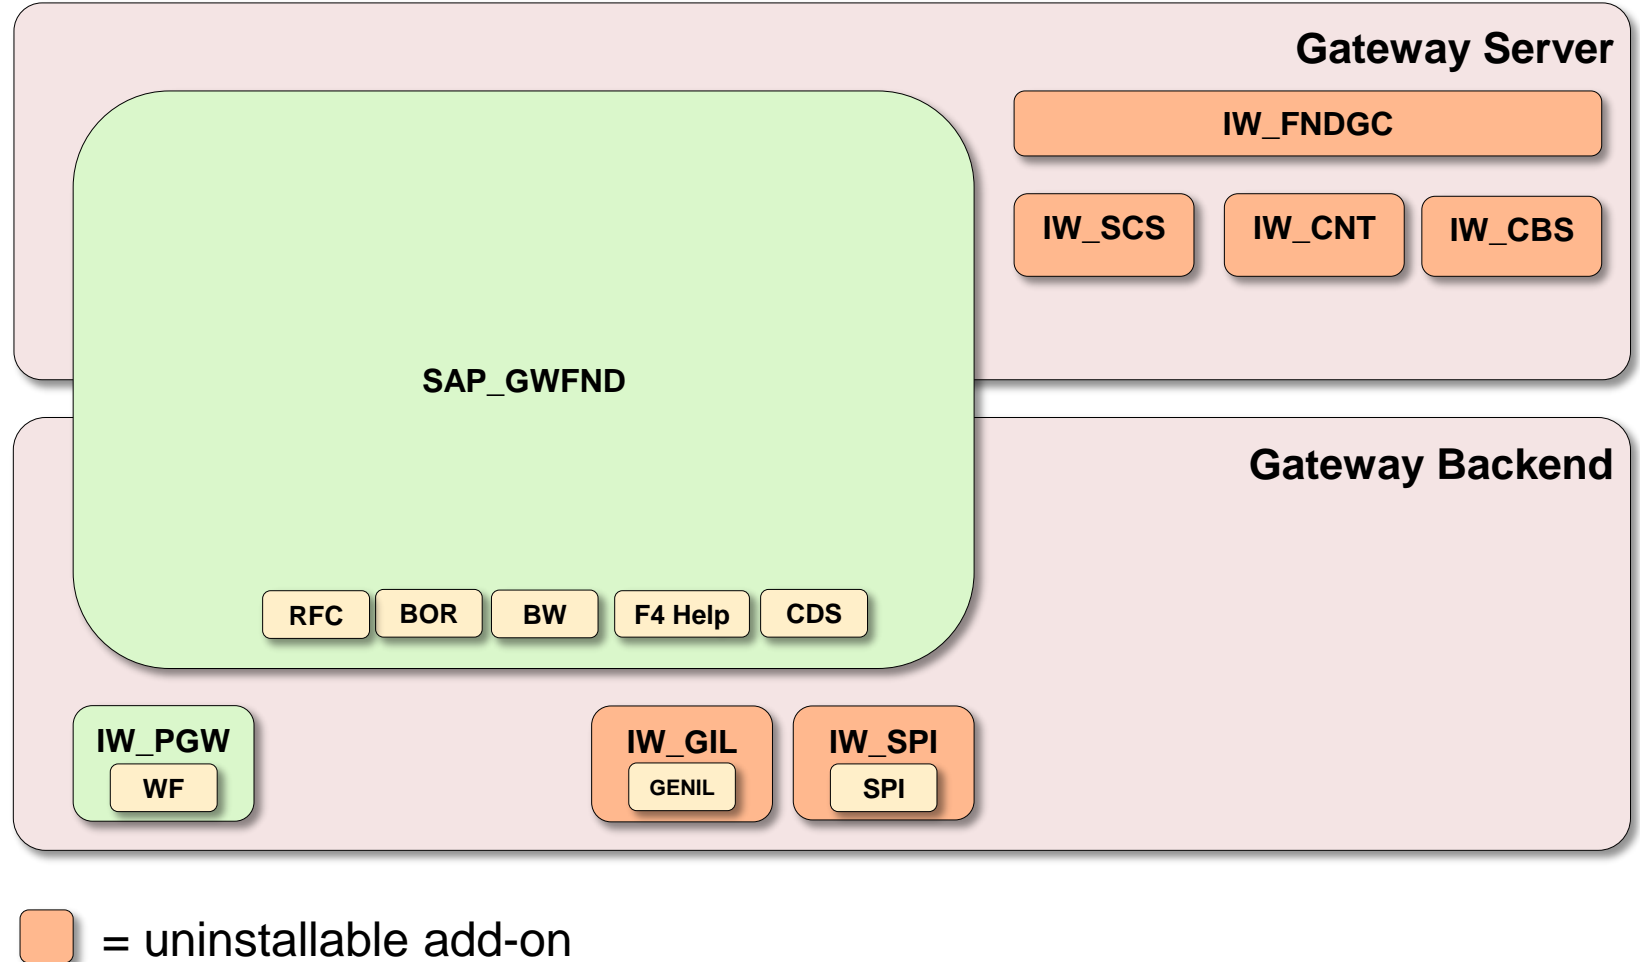 Gateway Server
IW_FNDGC
IW_SCS
IW_CNT
IW_CBS
SAP_GWFND
Gateway Backend
RFC
BOR
BW
F4 Help
CDS
IW_PGW
WF
IW_GIL
GENIL
IW_SPI
SPI
= uninstallable add-on